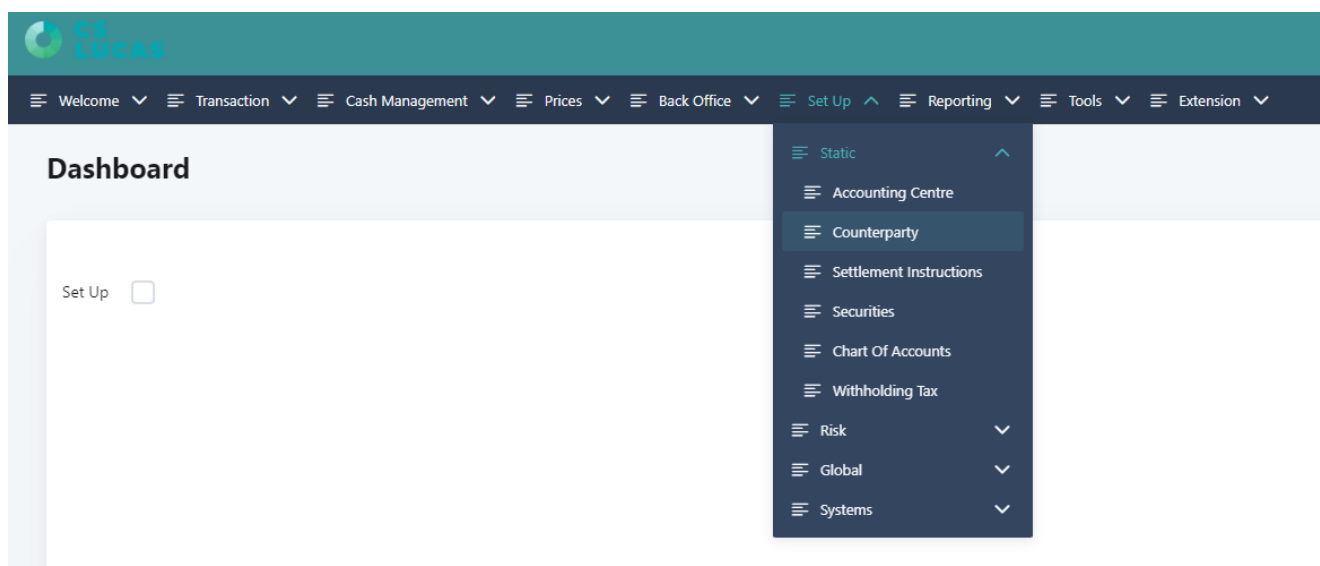 CS
LUCAS
Welcome Transaction Cash Management Prices Back Office Set Up Reporting Tools Extension
Dashboard
Static
Accounting Centre
Counterparty
Settlement Instructions
Set Up
Securities
Chart Of Accounts
Withholding Tax
Risk
Global
Systems